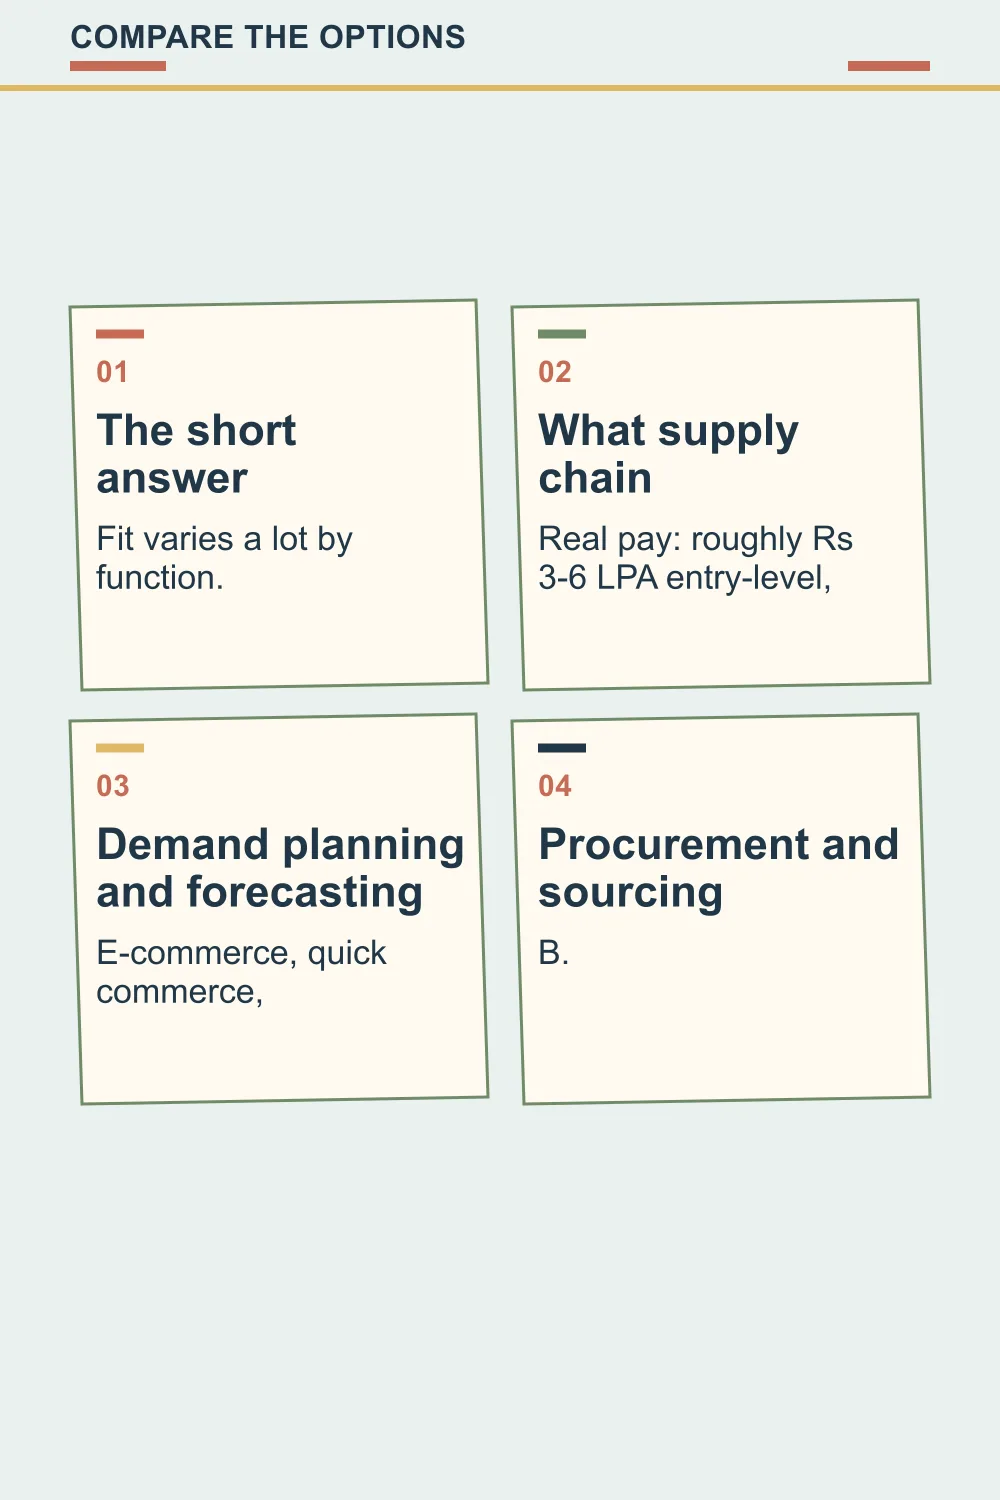 COMPARE THE OPTIONS
01
The short
answer
Fit varies a lot by
function.
02
What supply
chain
Real pay: roughly Rs
3-6 LPA entry-level,
03
Demand planning
and forecasting
E-commerce, quick
commerce,
04
Procurement and
sourcing
B.